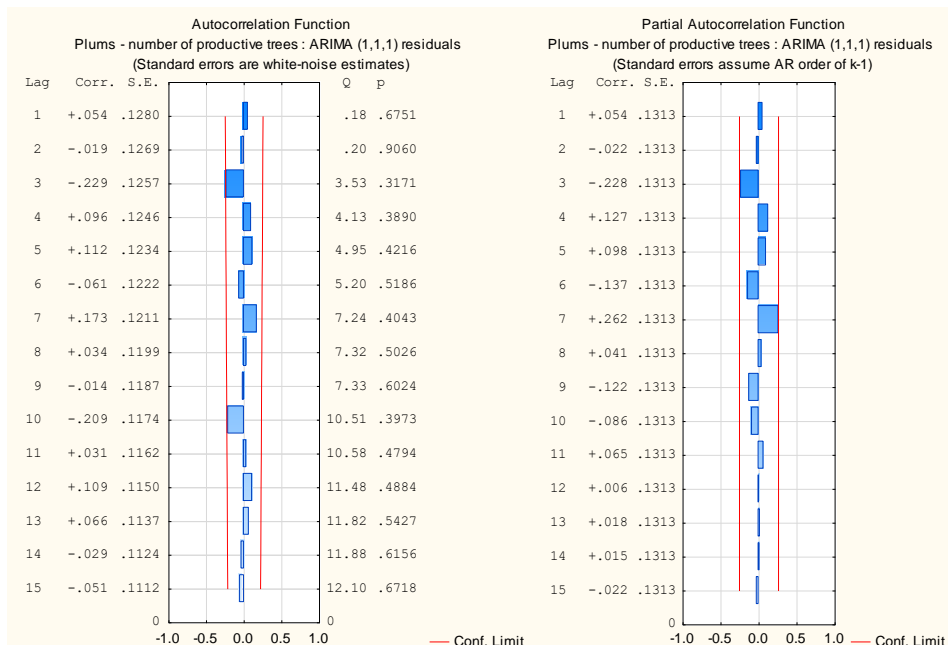 Autocorrelation Function
Plums - number of productive trees : ARIMA (1,1,1) residuals
(Standard errors are white-noise estimates)
Lag Corr. S.E. Q p
1 +.054 .1280 .18 .6751
2 -.019 .1269 .20 .9060
3 -.229 .1257 3.53 .3171
4 +.096 .1246 4.13 .3890
5 +.112 .1234 4.95 .4216
6 -.061 .1222 5.20 .5186
7 +.173 .1211 7.24 .4043
8 +.034 .1199 7.32 .5026
9 -.014 .1187 7.33 .6024
10 -.209 .1174 10.51 .3973
11 +.031 .1162 10.58 .4794
12 +.109 .1150 11.48 .4884
13 +.066 .1137 11.82 .5427
14 -.029 .1124 11.88 .6156
15 -.051 .1112 12.10 .6718
0 0
-1.0 -0.5 0.0 0.5 1.0
Conf. Limit
Partial Autocorrelation Function
Plums - number of productive trees : ARIMA (1,1,1) residuals
(Standard errors assume AR order of k-1)
Lag Corr. S.E.
1 +.054 .1313
2 -.022 .1313
3 -.228 .1313
4 +.127 .1313
5 +.098 .1313
6 -.137 .1313
7 +.262 .1313
8 +.041 .1313
9 -.122 .1313
10 -.086 .1313
11 +.065 .1313
12 +.006 .1313
13 +.018 .1313
14 +.015 .1313
15 -.022 .1313
0
-1.0 -0.5 0.0 0.5 1.0
Conf. Limit